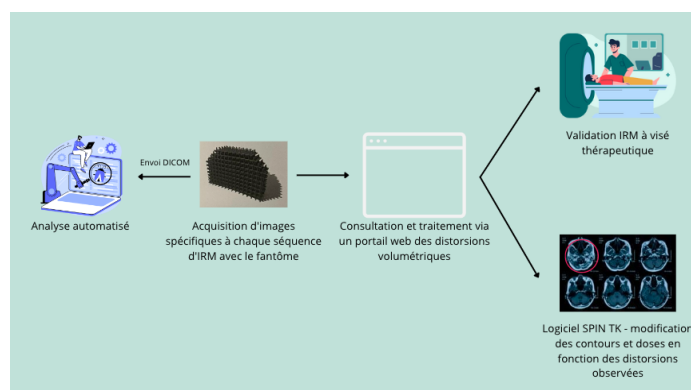 Envoi DICOM
Analyse automatisé
Acquisition d'images
spécifiques à chaque séquence
d'IRM avec le fantôme
Consultation et traitement via
un portail web des distorsions
volumétriques
Validation IRM à visé
thérapeutique
Logiciel SPIN TK - modification
des contours et doses en
fonction des distorsions
observées